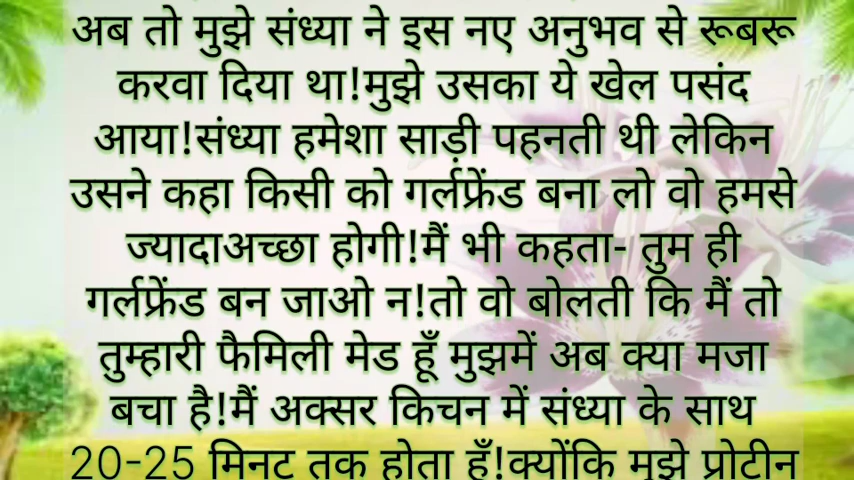 अब तो मुझे संध्या ने इस नए अनुभव से रूबरू
करवा दिया था!मुझे उसका ये खेल पसंद
आया!संध्या हमेशा साड़ी पहनती थी लेकिन
उसने कहा किसी को गर्लफ्रेंड बना लो वो हमसे
ज्यादाअच्छा होगी!मैं भी कहता- तुम ही
गर्लफ्रेंड बन जाओ न!तो वो बोलती कि मैं तो
तुम्हारी फैमिली मेड हूँ मुझमें अब क्या मजा
बचा है!मैं अक्सर किचन में संध्या के साथ
20-25 मिनट तक होता हूँ!क्योंकि मुझे प्रोटीन